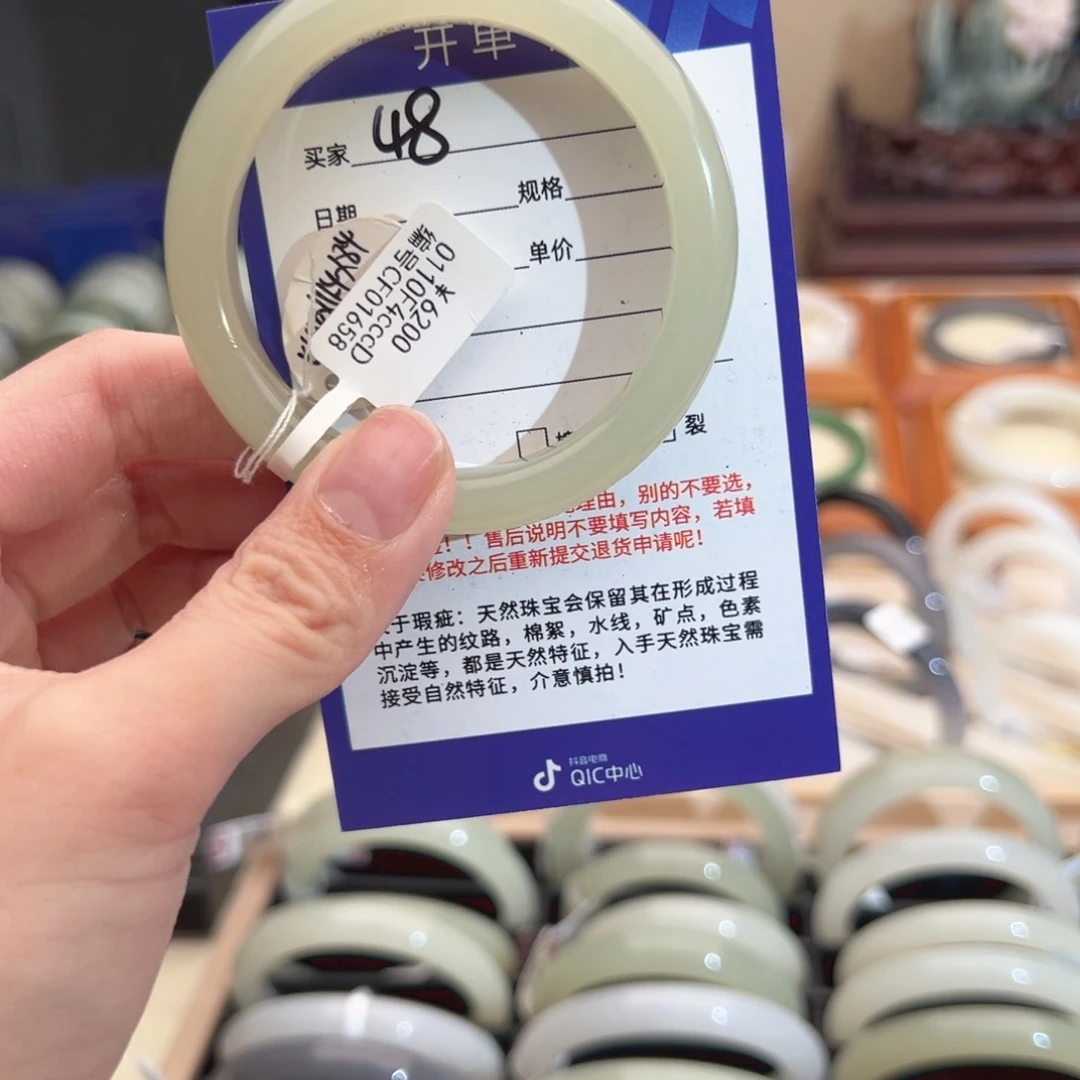 开单
买家 48
日期
规格
单价
¥6200
0110F4cccD
编号CF01658
裂
理由，别的不要选，
！！售后说明不要填写内容，若填
修改之后重新提交退货申请呢！
于瑕疵：天然珠宝会保留其在形成过程
中产生的纹路，棉絮，水线，矿点，色素
沉淀等，都是天然特征，入手天然珠宝需
接受自然特征，介意慎拍！
抖音电商
QIC中心